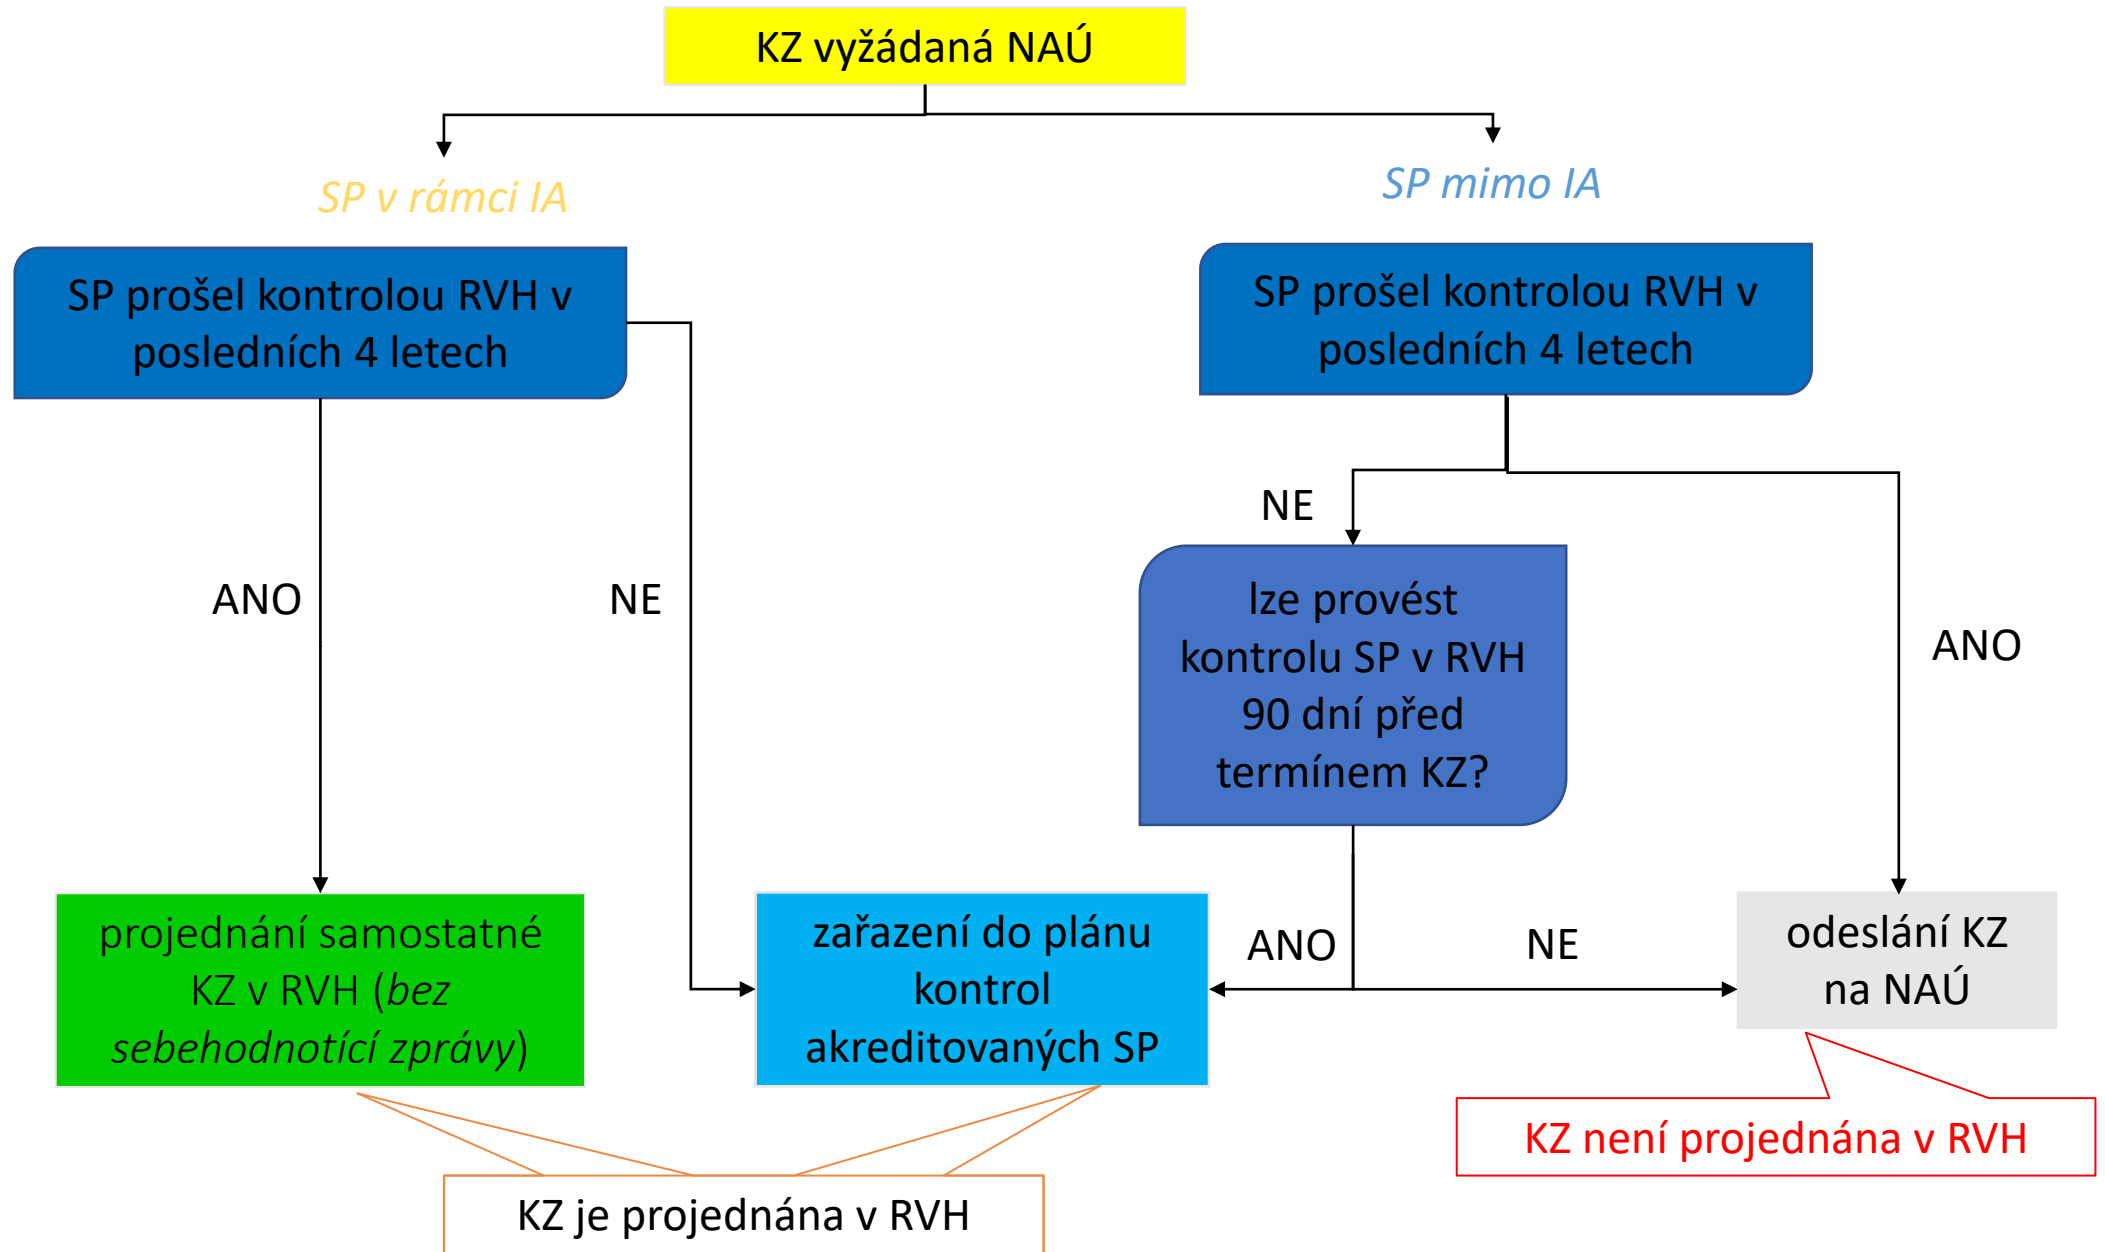 KZ vyžádaná NAÚ
SP v rámci IA
SP mimo IA
SP prošel kontrolou RVH v
posledních 4 letech
SP prošel kontrolou RVH v
posledních 4 letech
NE
ANO
NE
lze provést
kontrolu SP v RVH
90 dní před
termínem KZ?
ANO
projednání samostatné
KZ v RVH (bez
sebehodnotící zprávy)
zařazení do plánu
kontrol
akreditovaných SP
ANO
NE
odeslání KZ
na NAÚ
KZ není projednána v RVH
KZ je projednána v RVH